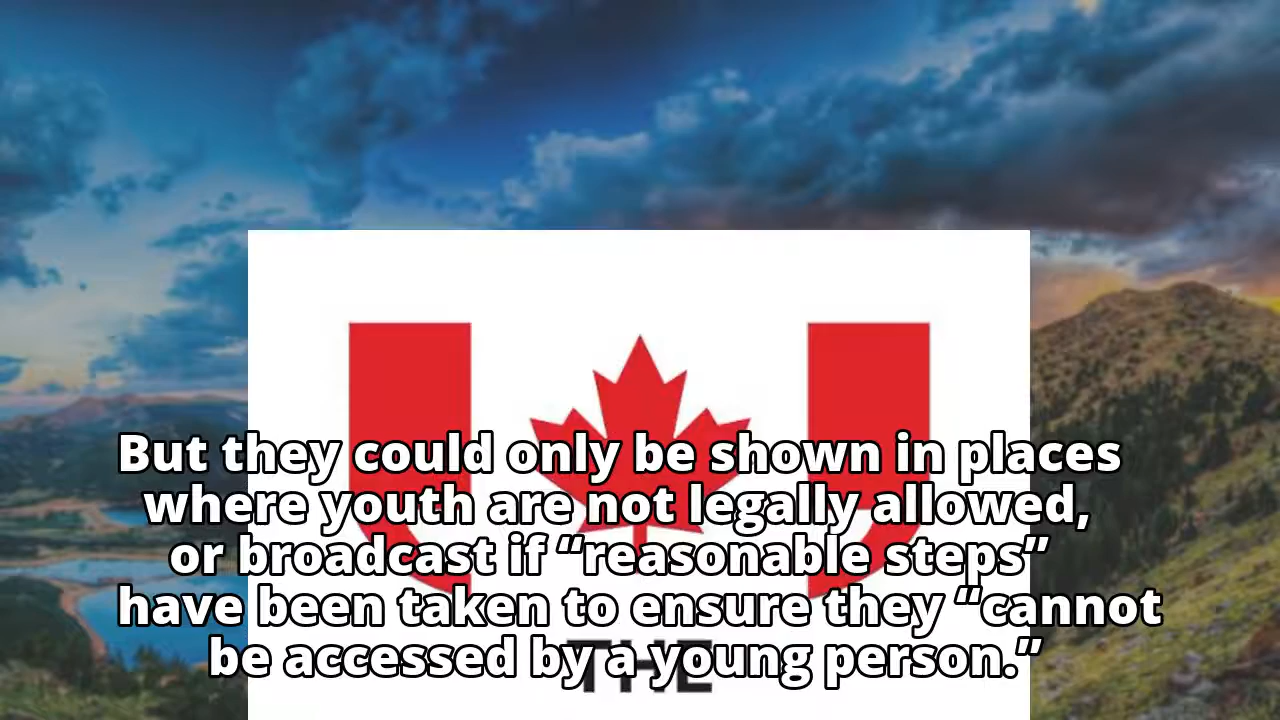 But they could only be shown in places
where youth are not legally allowed,
or broadcast if “reasonable steps”
have been taken to ensure they “cannot
be accessed by a young person.”
THE